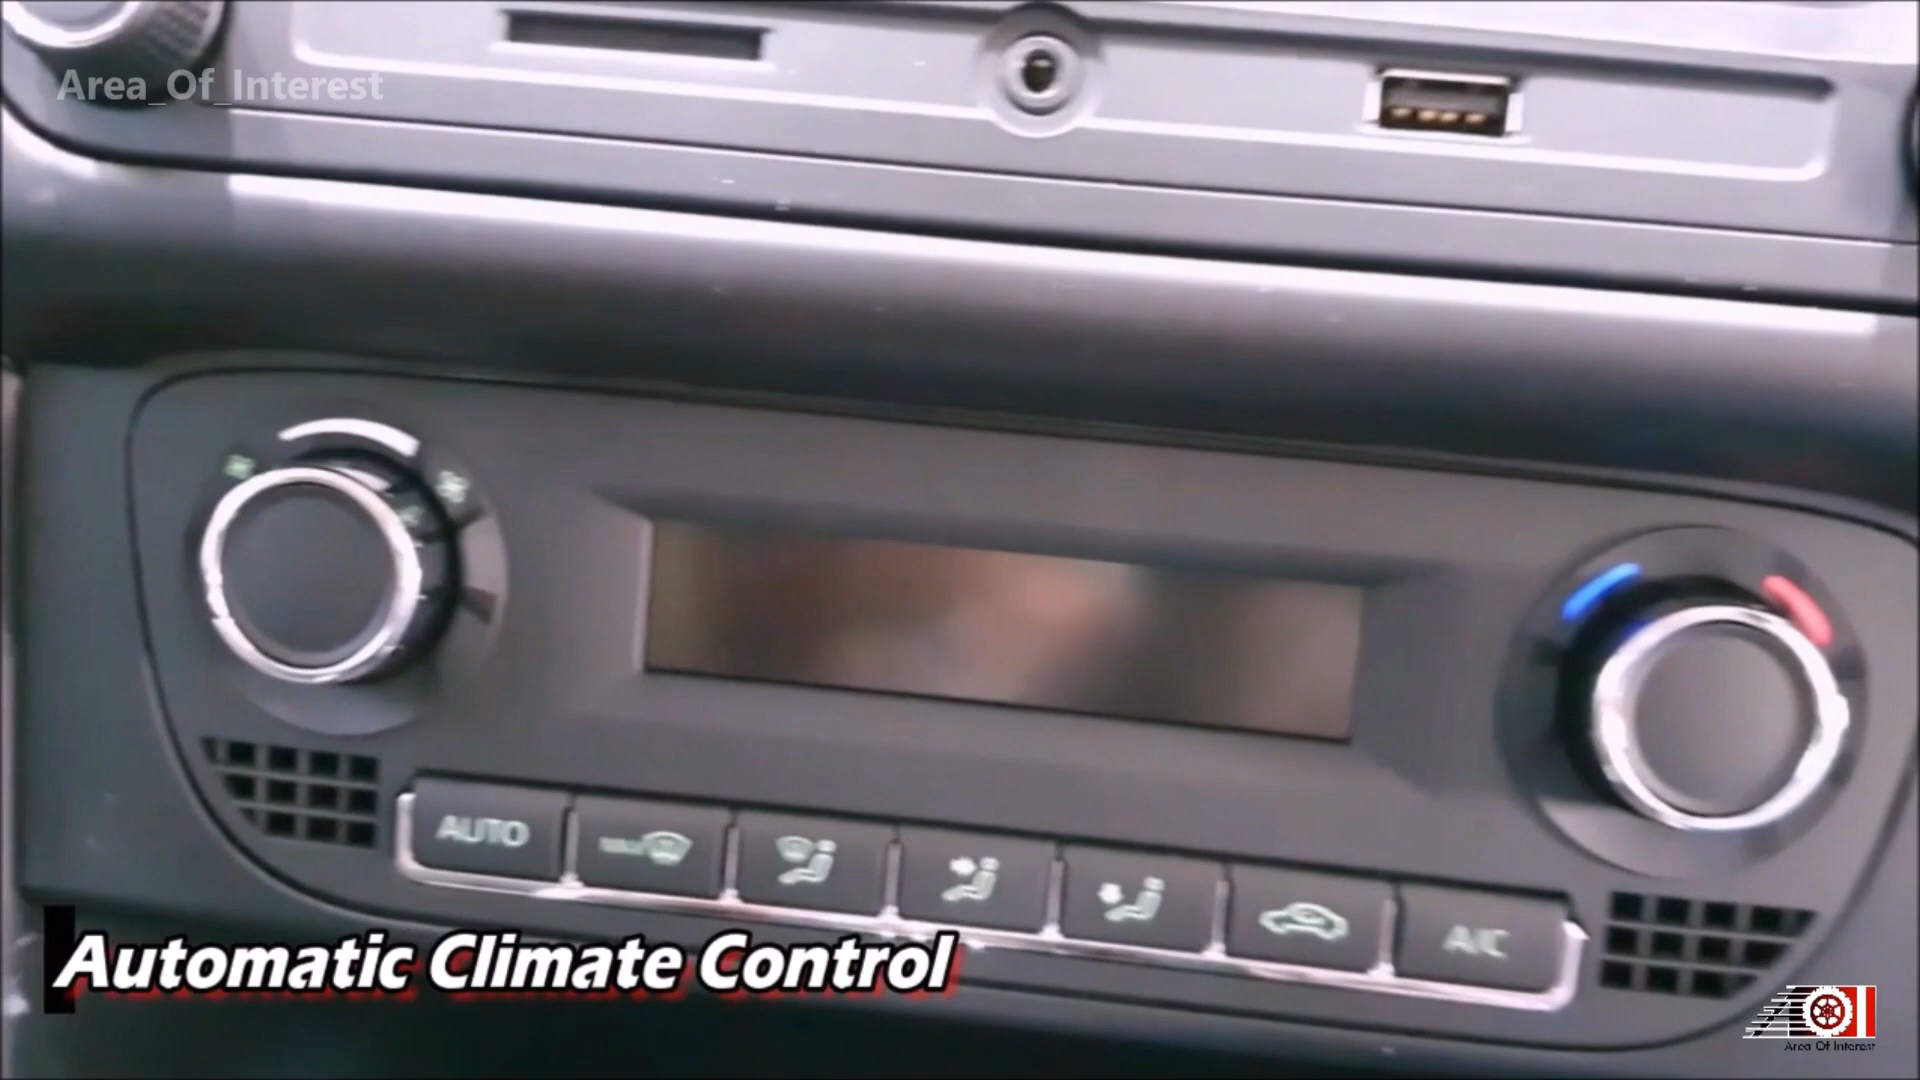 Area_Of_Interest
AUTO
A/C
Automatic Climate Control
Area Of Interest